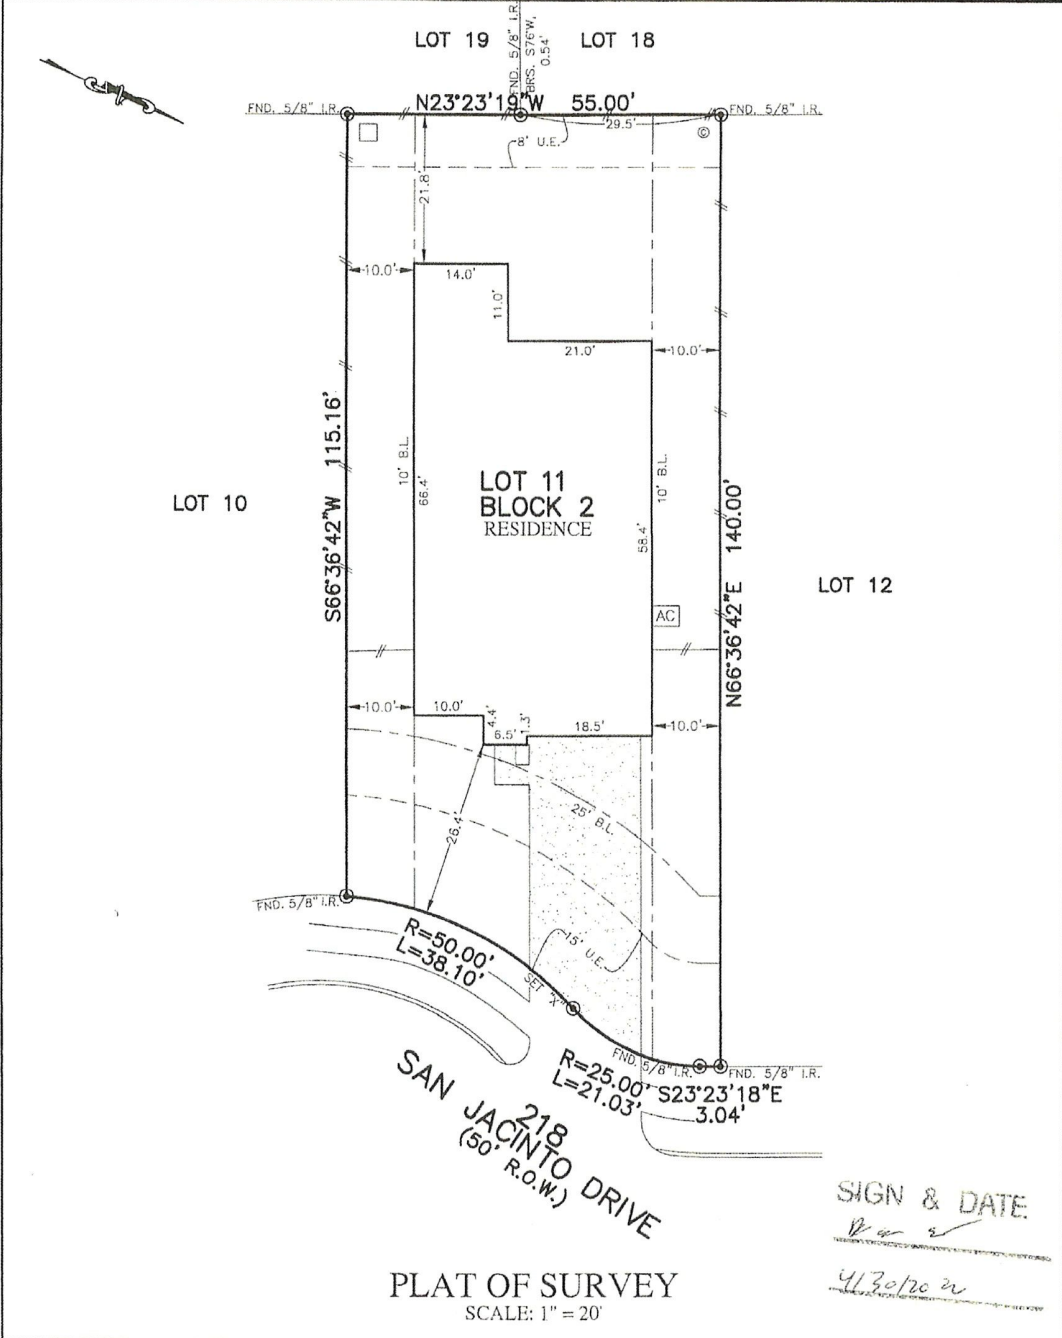 LOT 19
LOT 18
FND. 5/8" I.R.
BRS. S76°W,
0.54'
FND. 5/8" I.R.
N23°23'19"W 55.00'
FND. 5/8" I.R.
29.5'
©
8' U.E.
21.8'
10.0'
14.0'
11.0'
21.0'
10.0'
S66°36'42"W 115.16'
10' B.L.
66.4'
LOT 11
BLOCK 2
RESIDENCE
10' B.L.
58.4'
N66°36'42"E 140.00'
LOT 10
LOT 12
AC
10.0'
10.0'
4.4'
6.5'
1.3'
18.5'
10.0'
26.4'
25' B.L.
FND. 5/8" I.R.
R=50.00'
L=38.10'
15' U.E.
SET "X"
FND. 5/8" I.R.
FND. 5/8" I.R.
R=25.00'
L=21.03'
S23°23'18"E
3.04'
218
SAN JACINTO DRIVE
(50' R.O.W.)
SIGN & DATE
4/30/202
PLAT OF SURVEY
SCALE: 1" = 20'